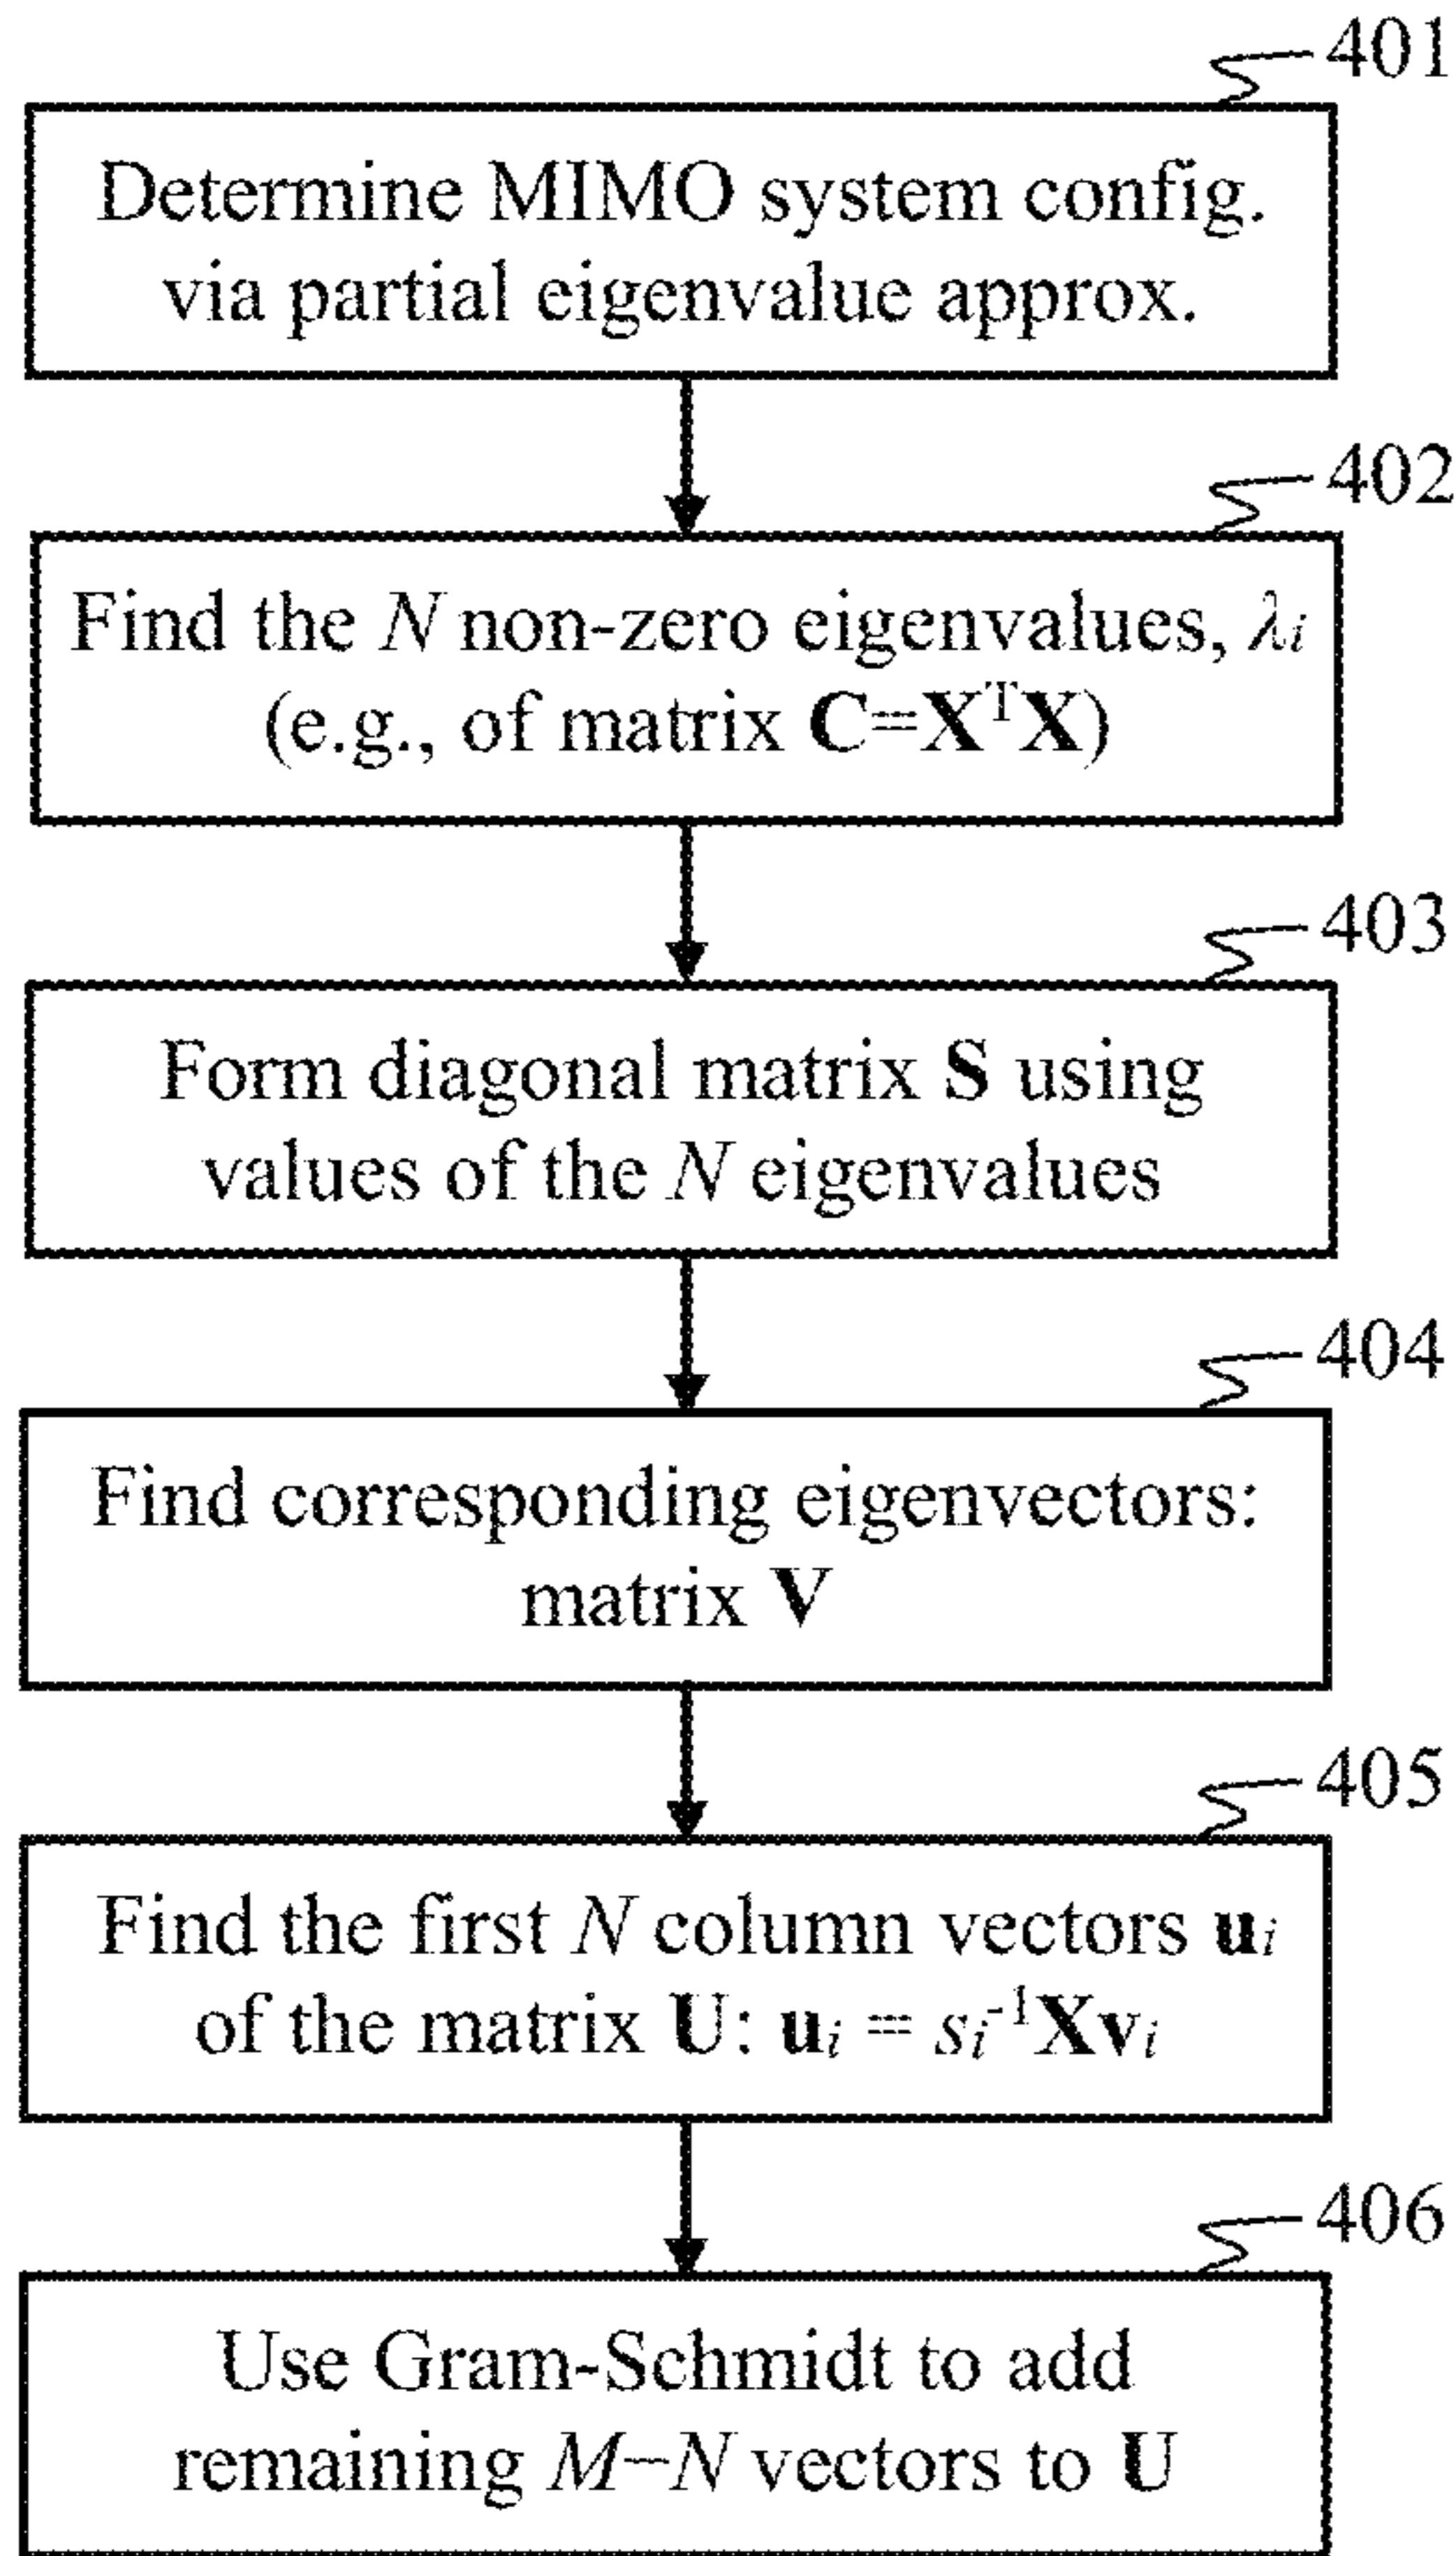 401
Determine MIMO system config.
via partial eigenvalue approx.
402
Find the N non-zero eigenvalues, λᵢ
(e.g., of matrix C=XᵀX)
403
Form diagonal matrix S using
values of the N eigenvalues
404
Find corresponding eigenvectors:
matrix V
405
Find the first N column vectors uᵢ
of the matrix U: uᵢ = sᵢ⁻¹Xvᵢ
406
Use Gram-Schmidt to add
remaining M−N vectors to U